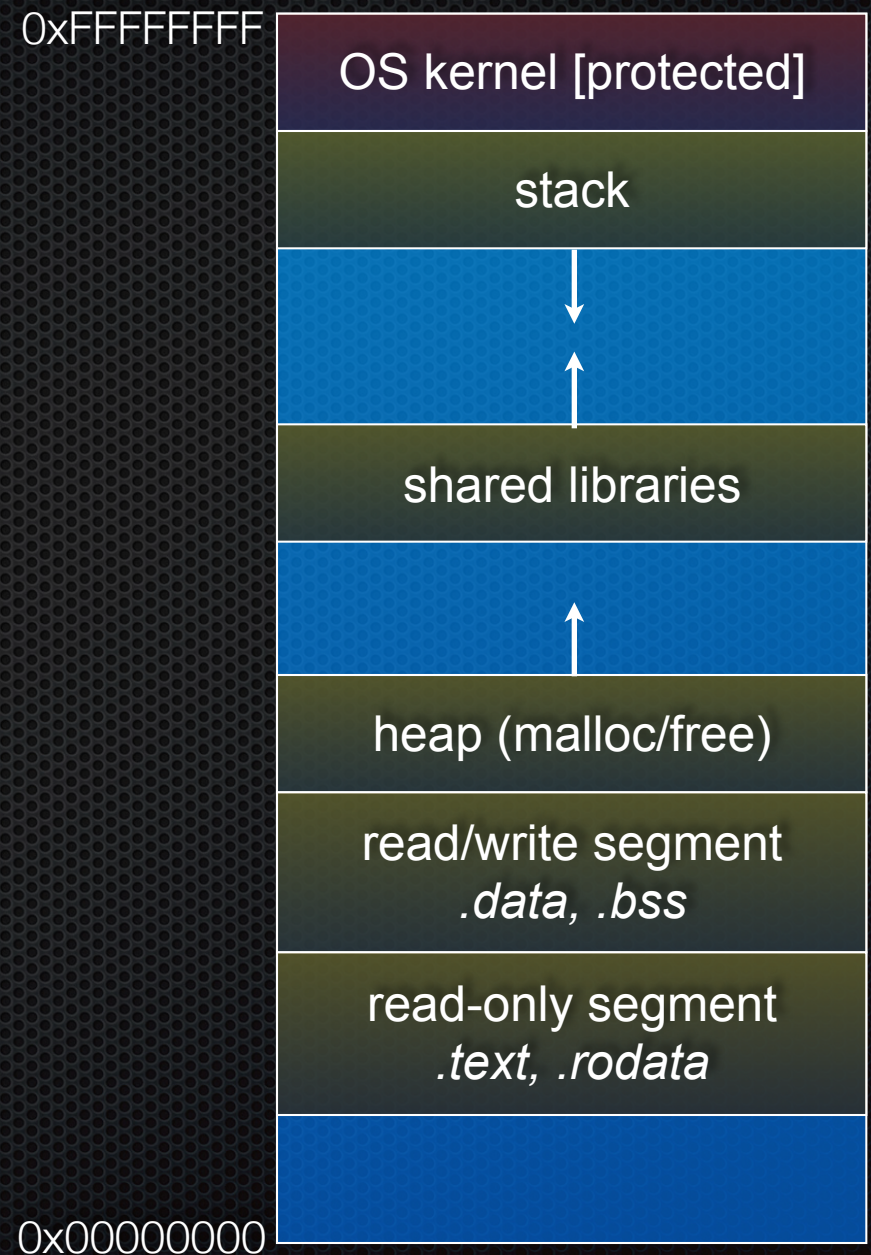 0xFFFFFFFF
OS kernel [protected]
stack
shared libraries
heap (malloc/free)
read/write segment
.data, .bss
read-only segment
.text, .rodata
0x00000000